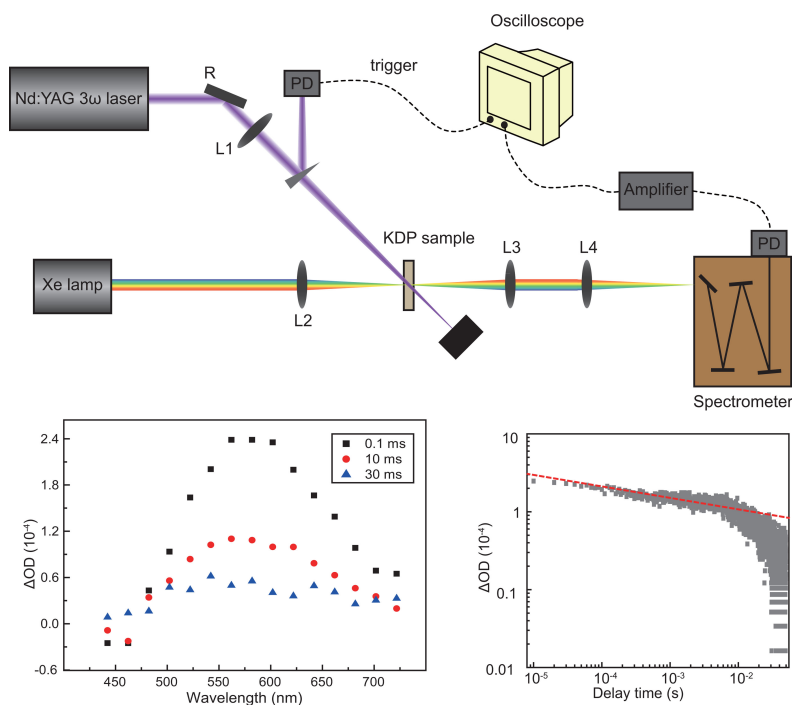 Oscilloscope
Nd:YAG 3ω laser
R
PD
trigger
L1
Amplifier
KDP sample
L3
L4
PD
Xe lamp
L2
Spectrometer
2.4
1.8
1.2
0.6
0.0
-0.6
ΔOD (10⁻⁴)
0.1 ms
10 ms
30 ms
450 500 550 600 650 700
Wavelength (nm)
10
1
0.1
0.01
ΔOD (10⁻⁴)
10⁻⁵ 10⁻⁴ 10⁻³ 10⁻²
Delay time (s)